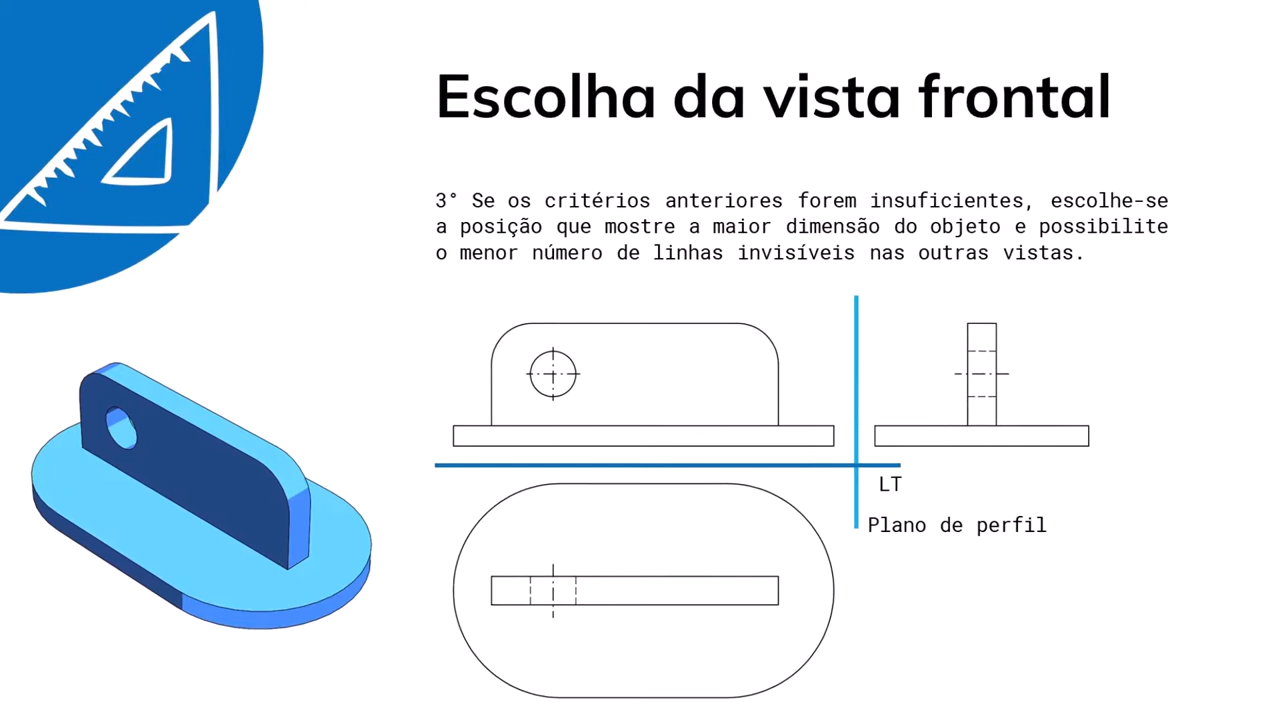 Escolha da vista frontal
3° Se os critérios anteriores forem insuficientes, escolhe-se
a posição que mostre a maior dimensão do objeto e possibilite
o menor número de linhas invisíveis nas outras vistas.
LT
Plano de perfil